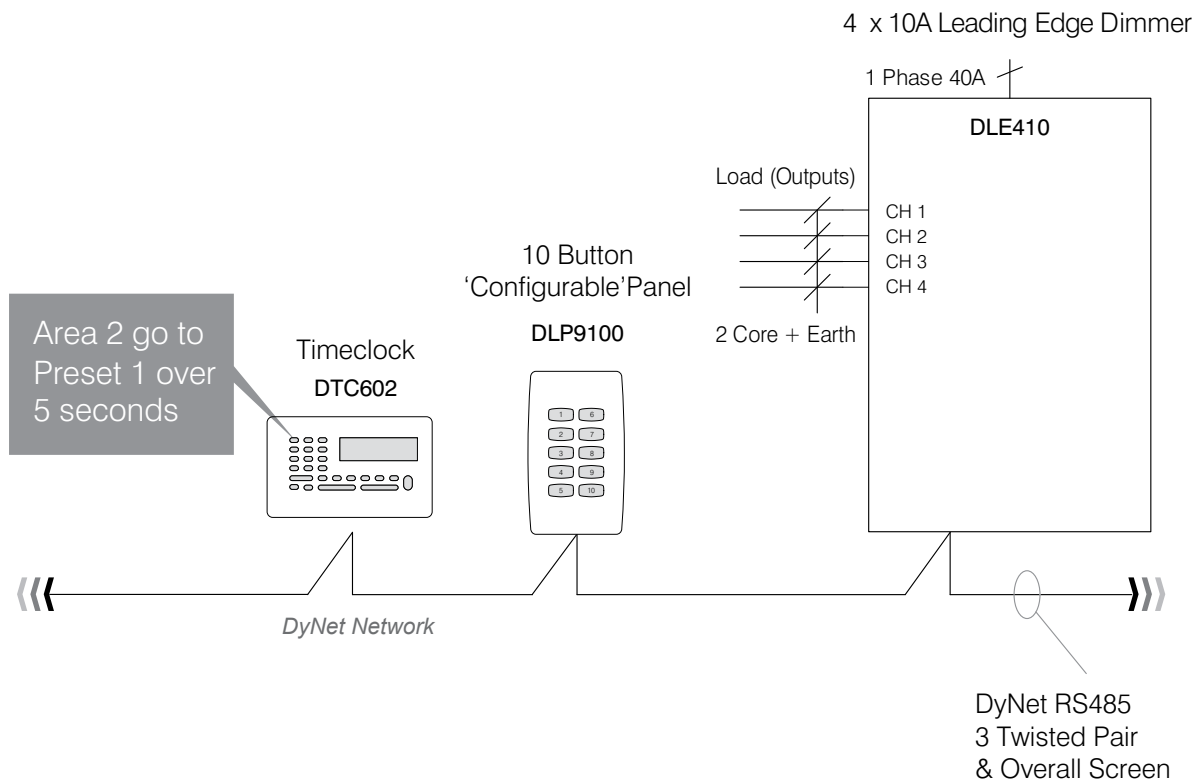 4 x 10A Leading Edge Dimmer
1 Phase 40A
DLE410
Load (Outputs)
CH 1
CH 2
CH 3
CH 4
2 Core + Earth
10 Button
‘Configurable’Panel
DLP9100
1 6
2 7
3 8
4 9
5 10
Timeclock
DTC602
Area 2 go to
Preset 1 over
5 seconds
DyNet Network
DyNet RS485
3 Twisted Pair
& Overall Screen